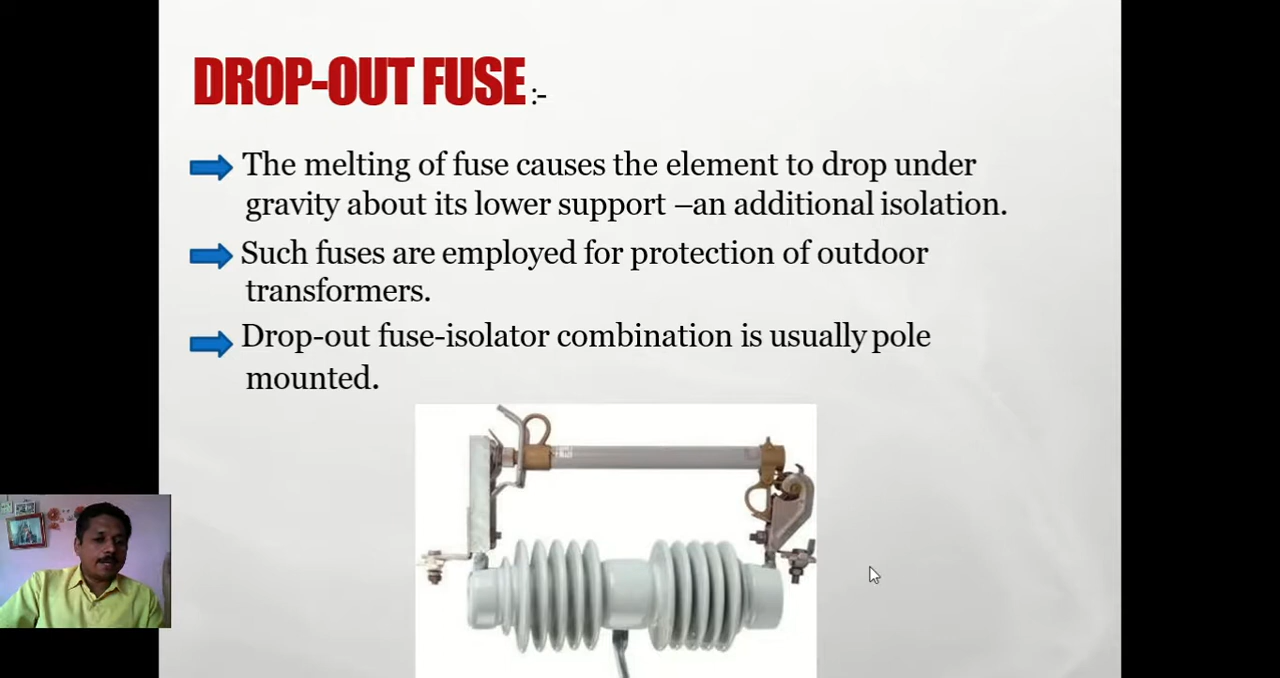 DROP-OUT FUSE :-
The melting of fuse causes the element to drop under
gravity about its lower support –an additional isolation.
Such fuses are employed for protection of outdoor
transformers.
Drop-out fuse-isolator combination is usually pole
mounted.